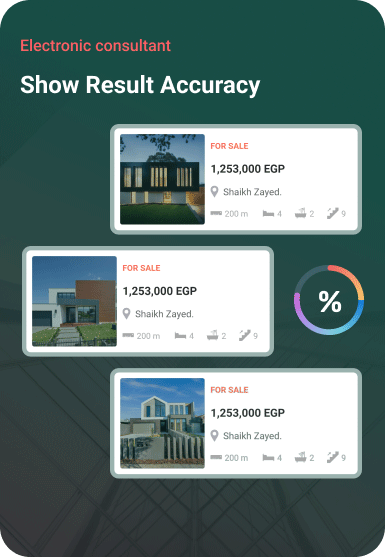 Electronic consultant
Show Result Accuracy
FOR SALE
1,253,000 EGP
Shaikh Zayed.
200 m 4 2 9
FOR SALE
1,253,000 EGP
Shaikh Zayed.
200 m 4 2 9
%
FOR SALE
1,253,000 EGP
Shaikh Zayed.
200 m 4 2 9